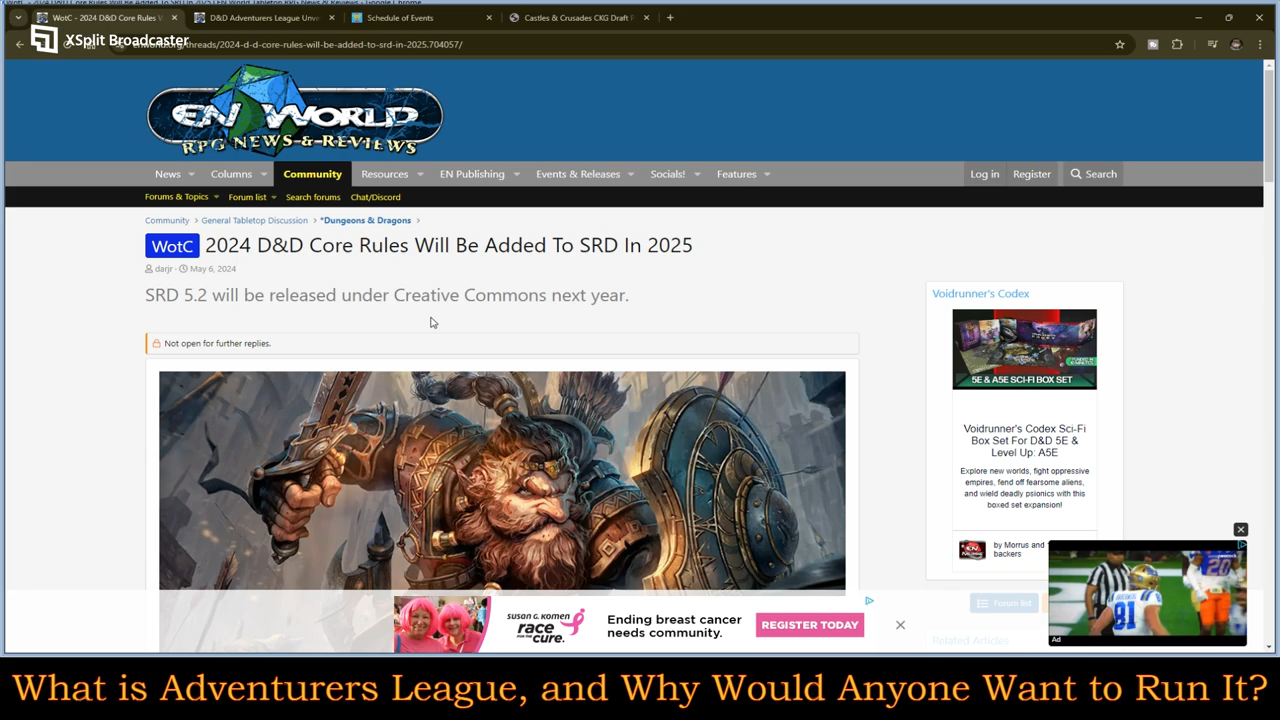 WotC - 2024 D&D Core Rules W
D&D Adventurers League Unve
Schedule of Events
Castles & Crusades CKG Draft P
XSplit Broadcaster
/threads/2024-d-d-core-rules-will-be-added-to-srd-in-2025.704057/
EN WORLD
RPG NEWS & REVIEWS
News Columns Community Resources EN Publishing Events & Releases Socials! Features Log in Register Search
Forums & Topics Forum list Search forums Chat/Discord
Community General Tabletop Discussion *Dungeons & Dragons
WotC 2024 D&D Core Rules Will Be Added To SRD In 2025
darjr · May 6, 2024
SRD 5.2 will be released under Creative Commons next year.
Not open for further replies.
Voidrunner's Codex
5E & A5E SCI-FI BOX SET
Voidrunner's Codex Sci-Fi
Box Set For D&D 5E &
Level Up: A5E
Explore new worlds, fight oppressive
empires, fend off fearsome aliens,
and wield deadly psionics with this
boxed set expansion!
by Morrus and
backers
Forum list
Related Articles
81
20
Ad
SUSAN G. KOMEN
race
FOR THE
cure.
Ending breast cancer
needs community.
REGISTER TODAY
What is Adventurers League, and Why Would Anyone Want to Run It?